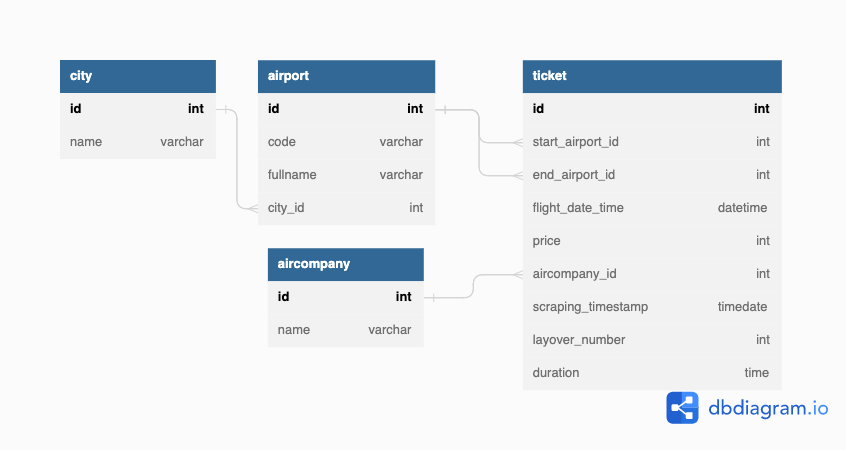 city
id int
name varchar
airport
id int
code varchar
fullname varchar
city_id int
aircompany
id int
name varchar
ticket
id int
start_airport_id int
end_airport_id int
flight_date_time datetime
price int
aircompany_id int
scraping_timestamp timedate
layover_number int
duration time
dbdiagram.io